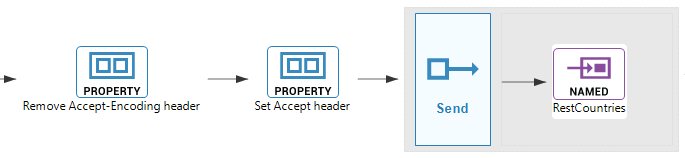 PROPERTY
Remove Accept-Encoding header
PROPERTY
Set Accept header
Send
NAMED
RestCountries